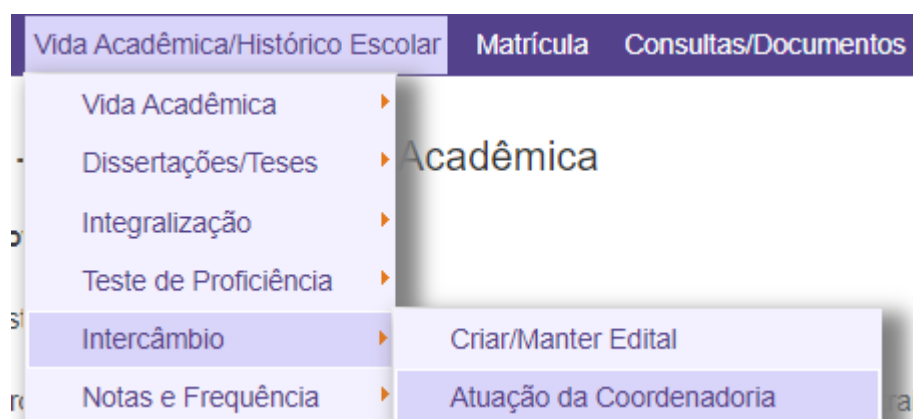 Vida Acadêmica/Histórico Escolar Matrícula Consultas/Documentos
Vida Acadêmica
Acadêmica
Dissertações/Teses
Integralização
Teste de Proficiência
Intercâmbio
Criar/Manter Edital
Notas e Frequência
Atuação da Coordenadoria